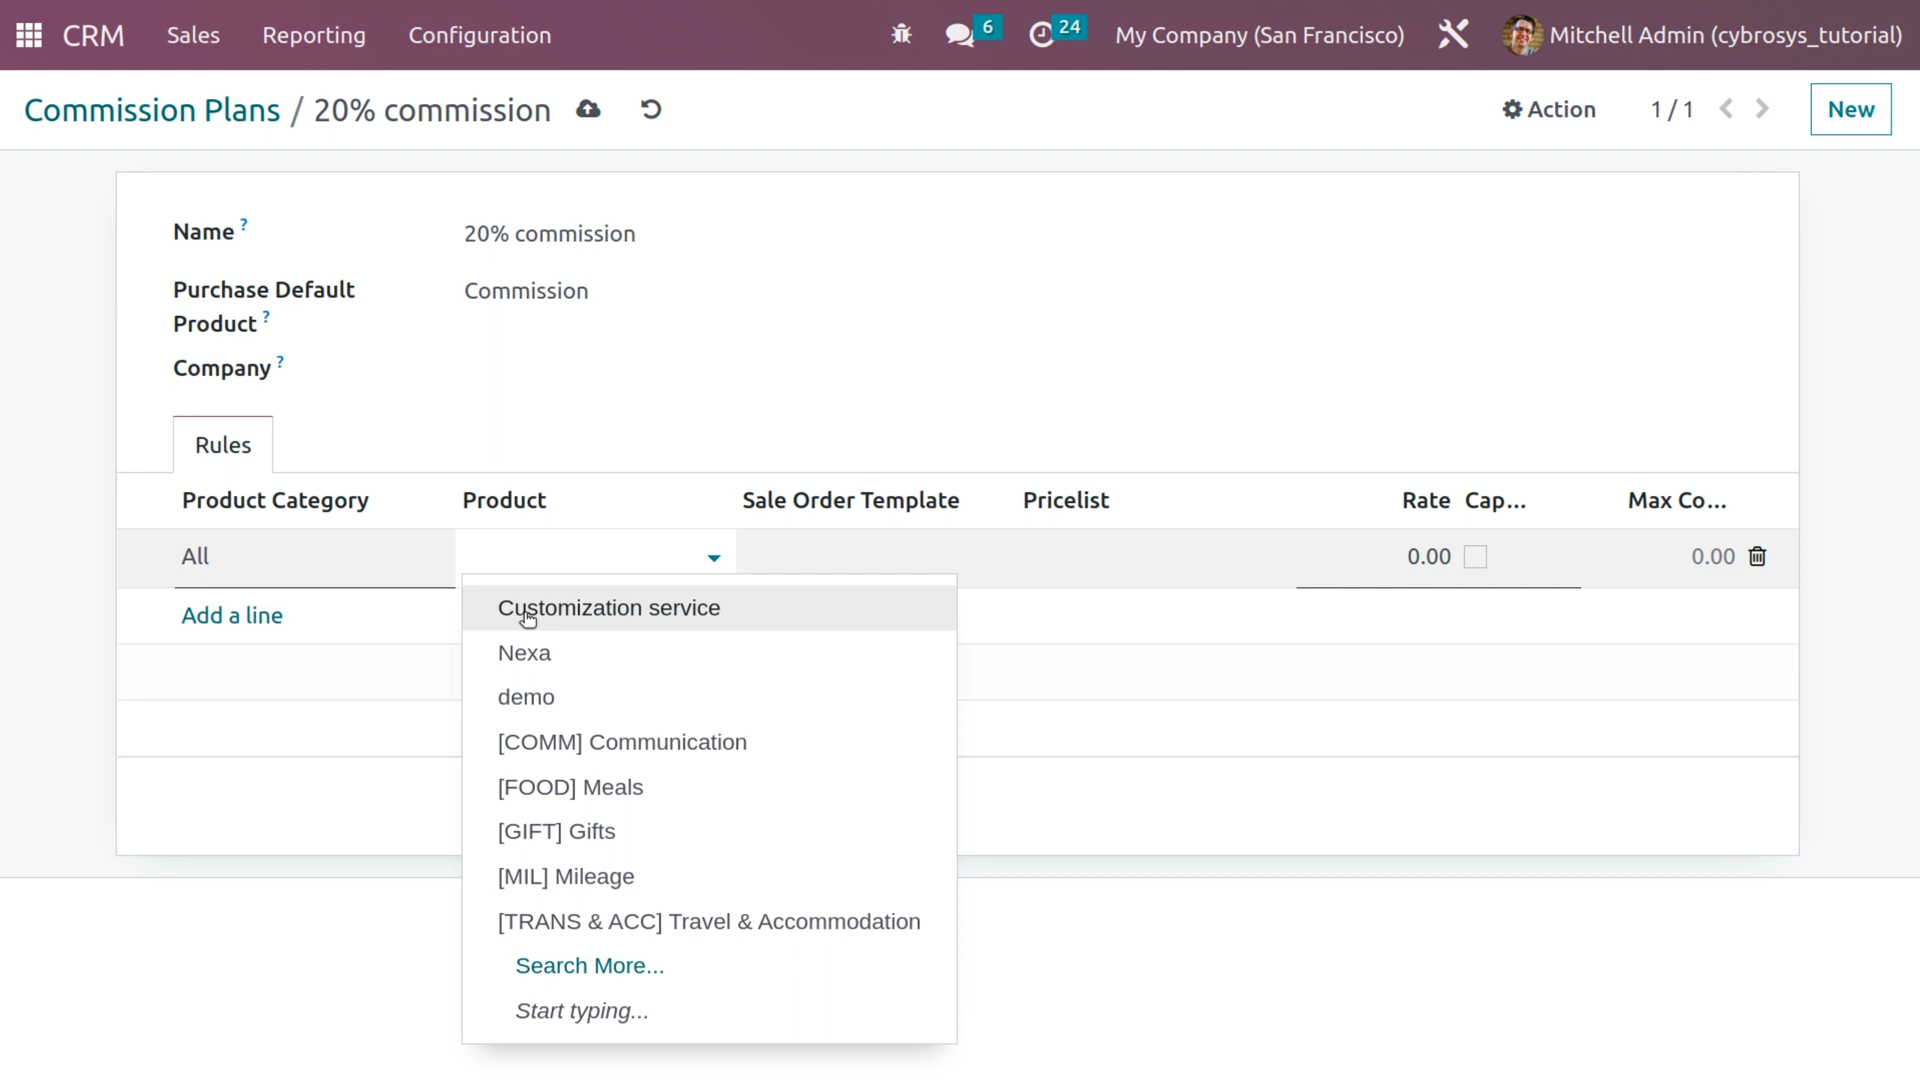 CRM Sales Reporting Configuration 6 24 My Company (San Francisco) Mitchell Admin (cybrosys_tutorial)
Commission Plans / 20% commission Action 1 / 1 New
Name ? 20% commission
Purchase Default Product ? Commission
Company ?
Rules
Product Category Product Sale Order Template Pricelist Rate Cap... Max Co...
All 0.00 0.00
Add a line
Customization service
Nexa
demo
[COMM] Communication
[FOOD] Meals
[GIFT] Gifts
[MIL] Mileage
[TRANS & ACC] Travel & Accommodation
Search More...
Start typing...